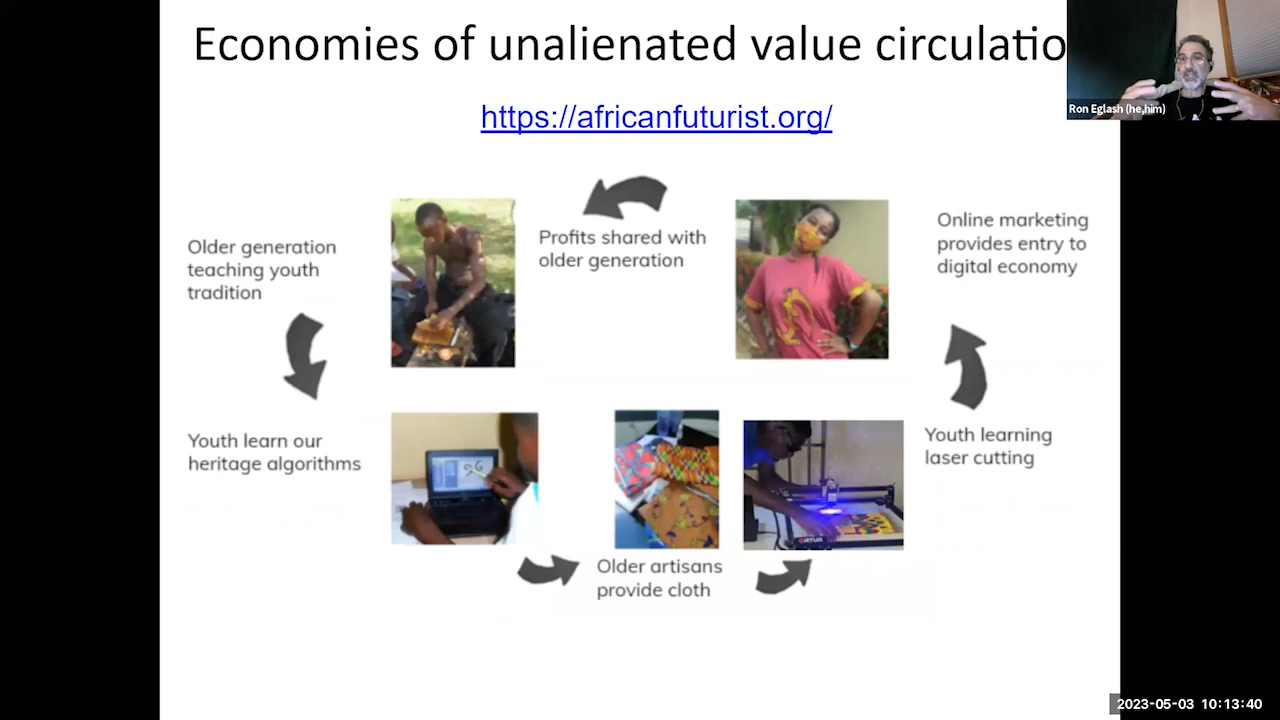 Economies of unalienated value circulatio
https://africanfuturist.org/
Ron Eglash (he,him)
Older generation
teaching youth
tradition
Profits shared with
older generation
Online marketing
provides entry to
digital economy
Youth learn our
heritage algorithms
Youth learning
laser cutting
Older artisans
provide cloth
2023-05-03 10:13:40